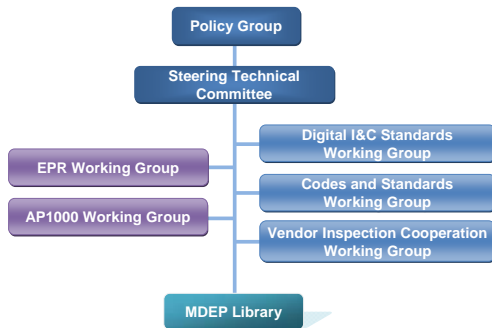 Policy Group
Steering Technical
Committee
Digital I&C Standards
Working Group
EPR Working Group
Codes and Standards
Working Group
AP1000 Working Group
Vendor Inspection Cooperation
Working Group
MDEP Library